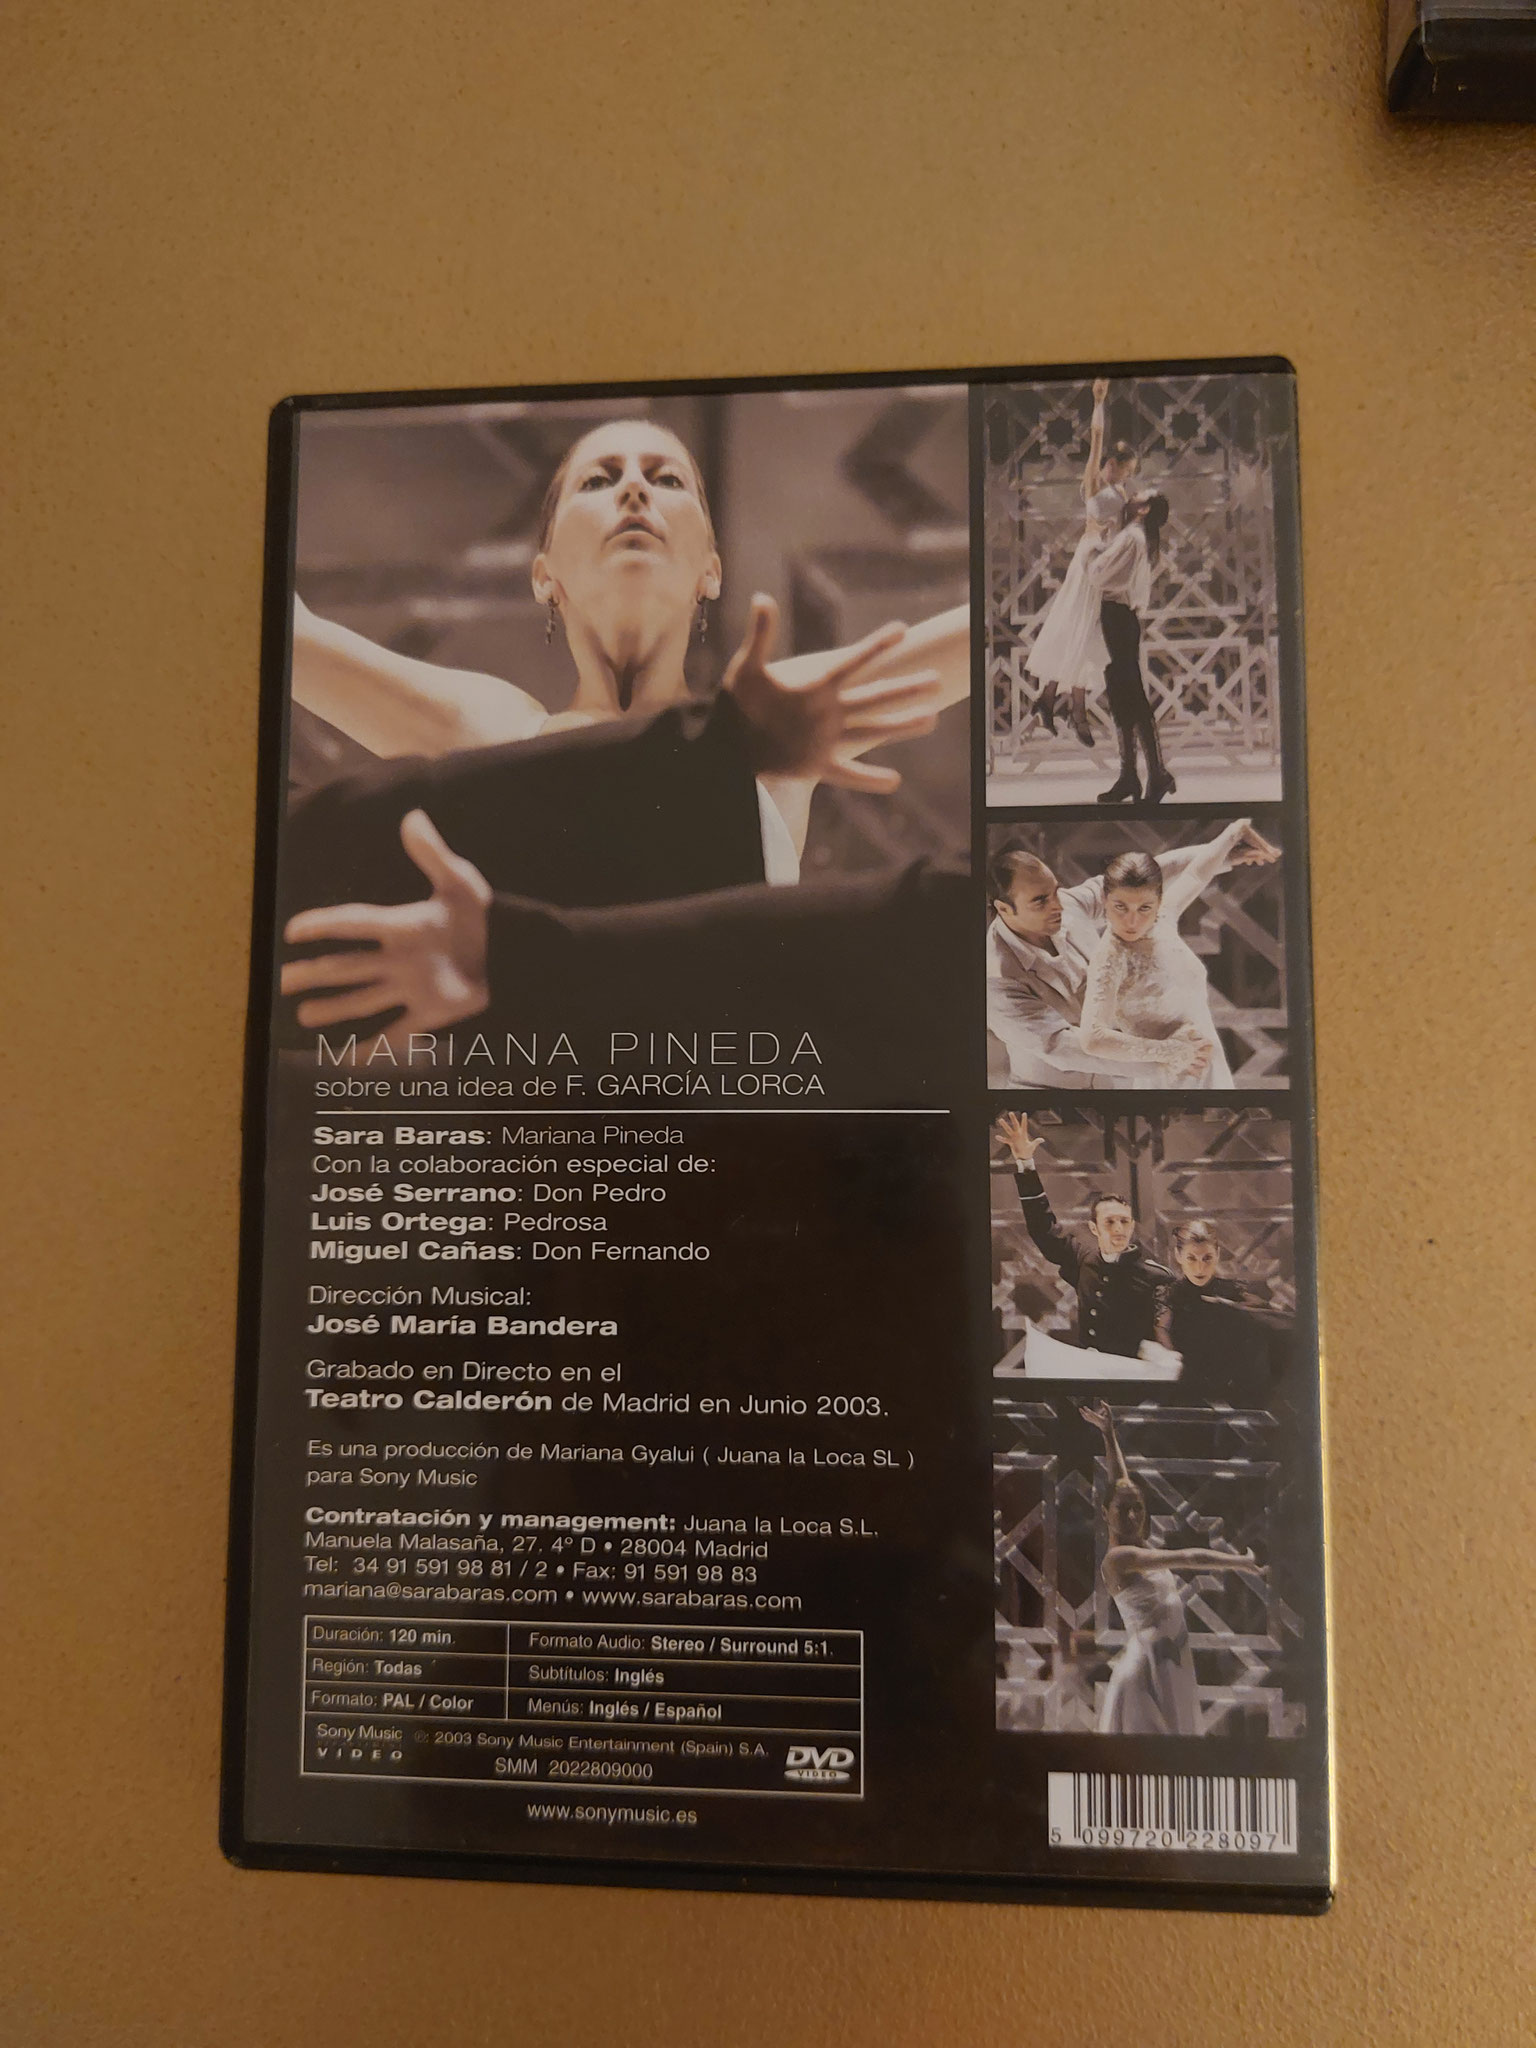 MARIANA PINEDA
sobre una idea de F. GARCÍA LORCA
Sara Baras: Mariana Pineda
Con la colaboración especial de:
José Serrano: Don Pedro
Luis Ortega: Pedrosa
Miguel Cañas: Don Fernando
Dirección Musical:
José María Bandera
Grabado en Directo en el
Teatro Calderón de Madrid en Junio 2003.
Es una producción de Mariana Gyalui ( Juana la Loca SL )
para Sony Music
Contratación y management: Juana la Loca S.L.
Manuela Malasaña, 27. 4º D • 28004 Madrid
Tel: 34 91 591 98 81 / 2 • Fax: 91 591 98 83
mariana@sarabaras.com • www.sarabaras.com
Duración: 120 min.
Formato Audio: Stereo / Surround 5:1.
Región: Todas
Subtítulos: Inglés
Formato: PAL / Color
Menús: Inglés / Español
Sony Music
VIDEO
℗ 2003 Sony Music Entertainment (Spain) S.A.
SMM 2022809000
DVD
VIDEO
www.sonymusic.es
5 099720 228097